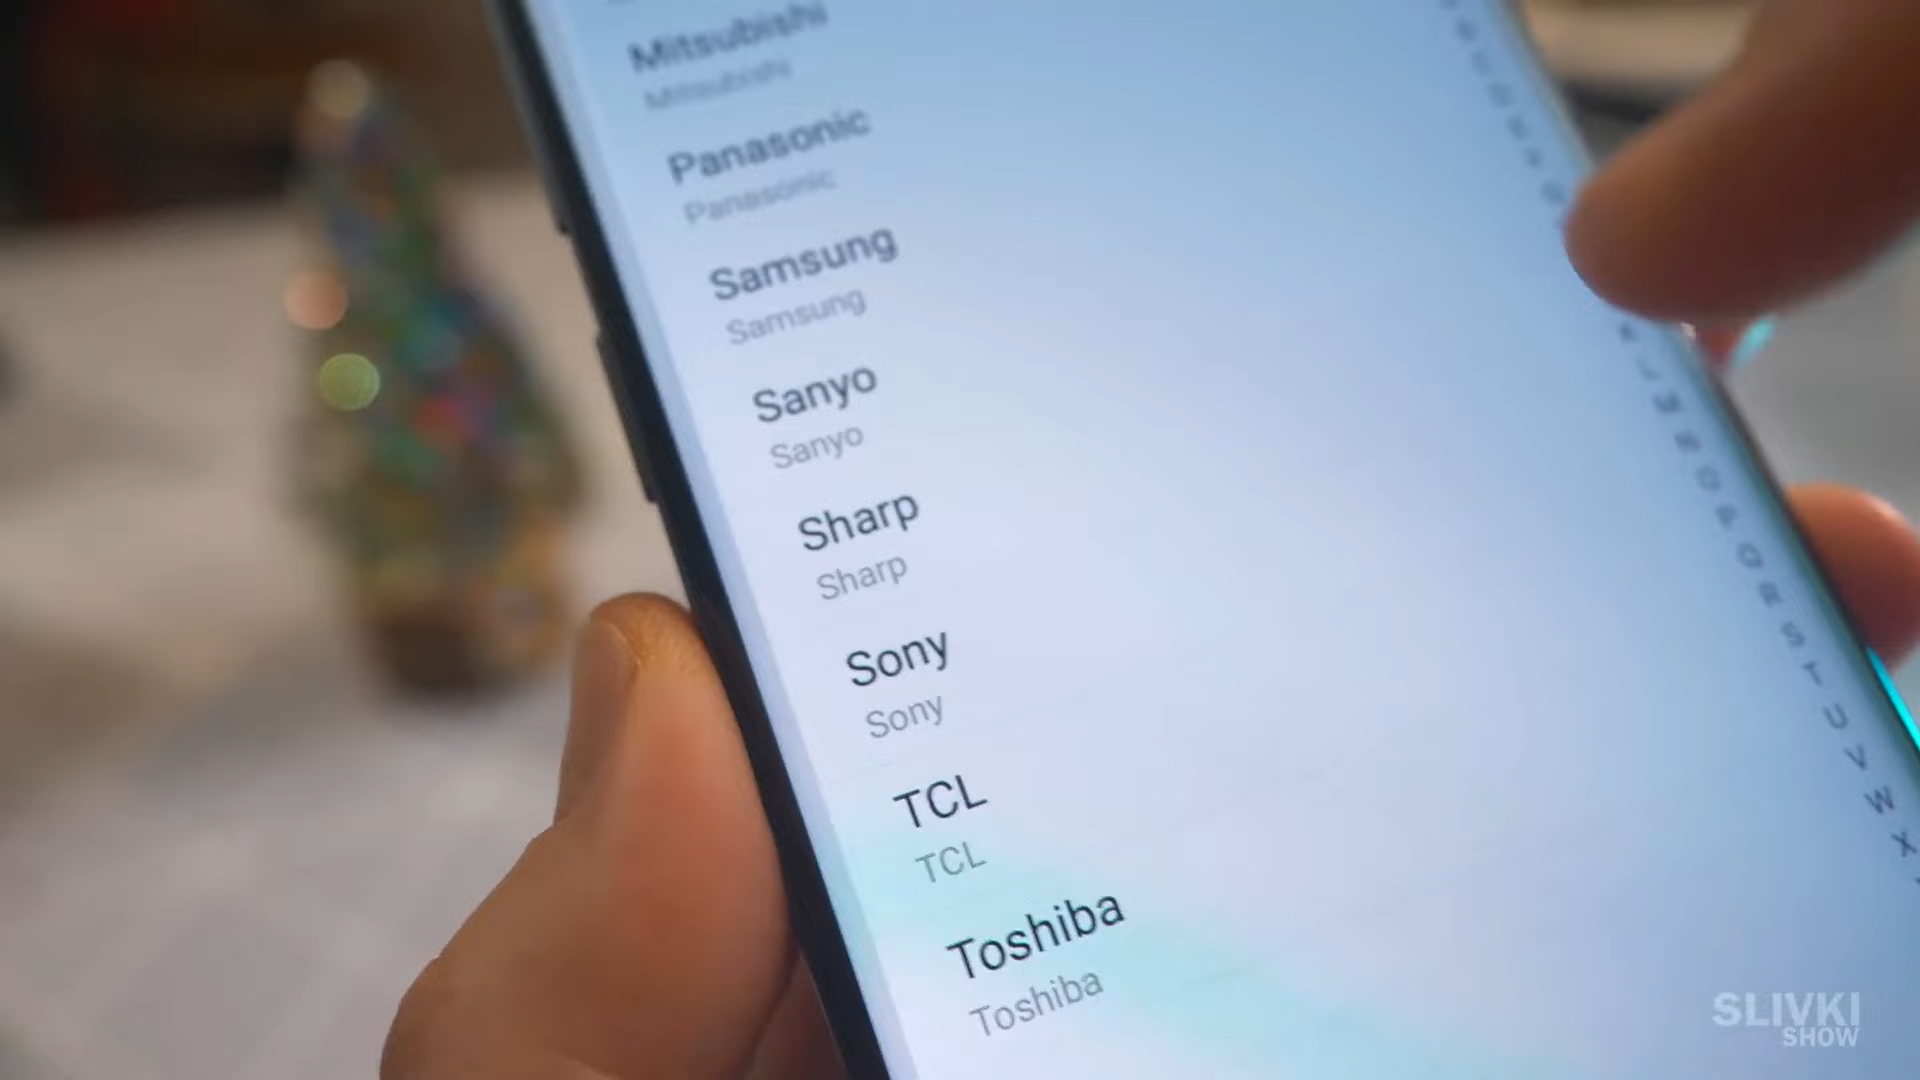 Mitsubishi
Mitsubishi
Panasonic
Panasonic
Samsung
Samsung
Sanyo
Sanyo
Sharp
Sharp
Sony
Sony
TCL
TCL
Toshiba
Toshiba
M
N
O
P
Q
R
S
T
U
V
W
X
SLIVKI
SHOW